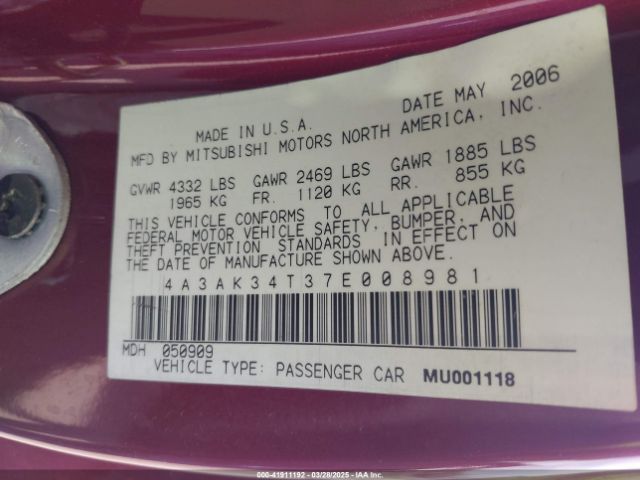 MADE IN U.S.A. DATE MAY 2006
MFD BY MITSUBISHI MOTORS NORTH AMERICA, INC.
GVWR 4332 LBS GAWR 2469 LBS GAWR 1885 LBS
1965 KG FR. 1120 KG RR. 855 KG
THIS VEHICLE CONFORMS TO ALL APPLICABLE
FEDERAL MOTOR VEHICLE SAFETY, BUMPER, AND
THEFT PREVENTION STANDARDS IN EFFECT ON
THE DATE OF MANUFACTURE SHOWN ABOVE.
4A3AK34T37E008981
MDH 050909
VEHICLE TYPE: PASSENGER CAR MU001118
000-41911192 - 03/28/2025 - IAA Inc.